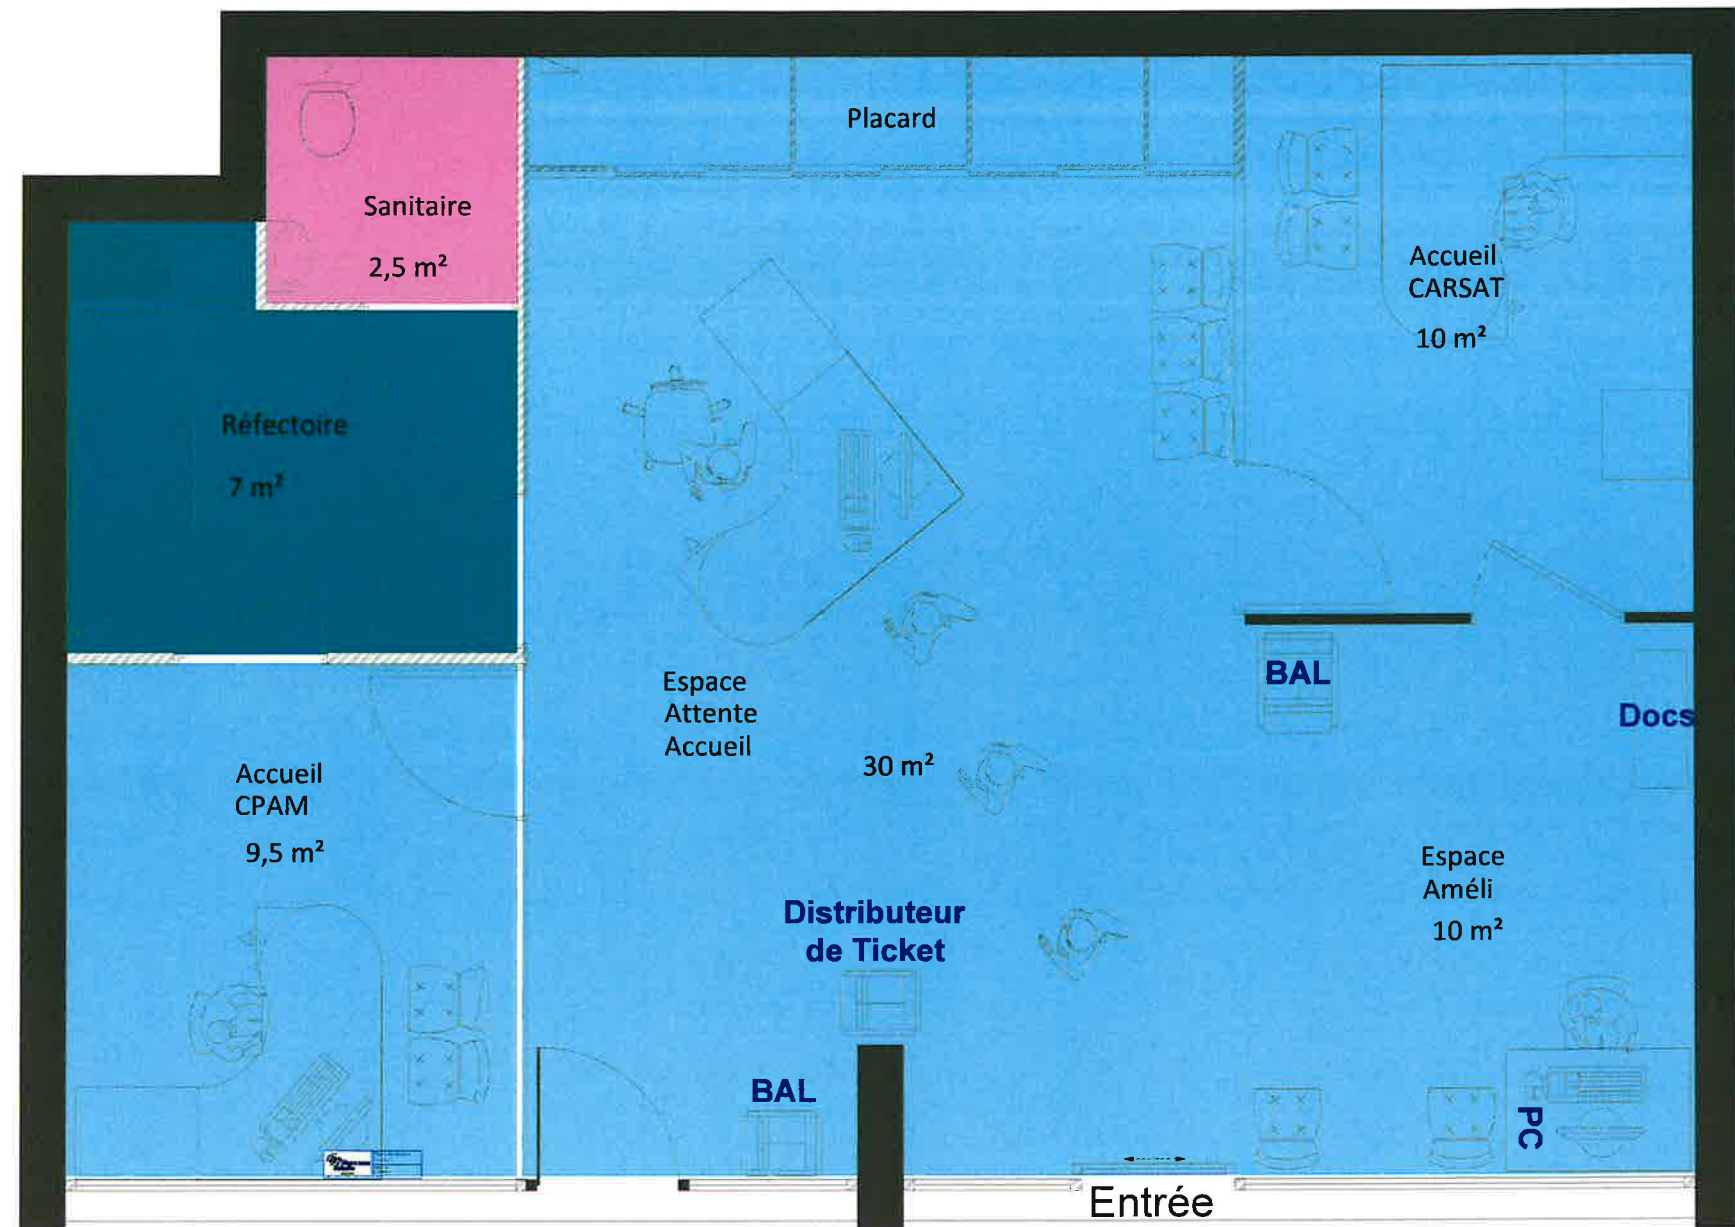 Placard
Sanitaire
2,5 m²
Accueil
CARSAT
10 m²
Réfectoire
7 m²
Espace
Attente
Accueil
30 m²
BAL
Docs
Accueil
CPAM
9,5 m²
Espace
Améli
10 m²
Distributeur
de Ticket
BAL
PC
Entrée